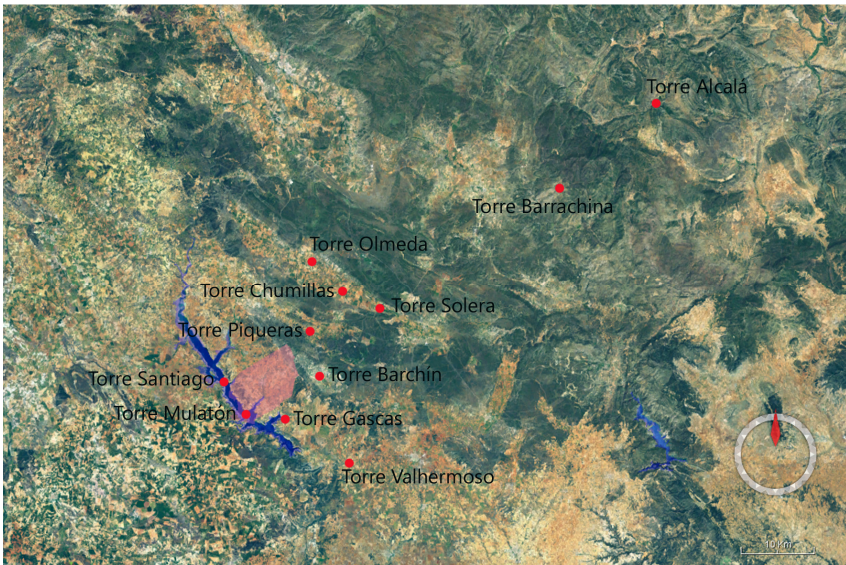 Torre Alcalá
Torre Barrachina
Torre Olmeda
Torre Chumillas
Torre Solera
Torre Piqueras
Torre Santiago
Torre Barchín
Torre Mulatón
Torre Gascas
Torre Valhermoso
10 Km